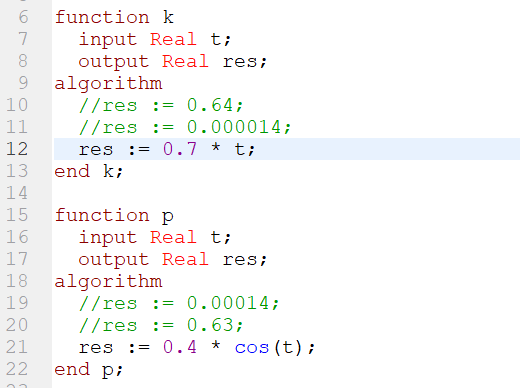 6 function k
7   input Real t;
8   output Real res;
9 algorithm
10   //res := 0.64;
11   //res := 0.000014;
12   res := 0.7 * t;
13 end k;
14
15 function p
16   input Real t;
17   output Real res;
18 algorithm
19   //res := 0.00014;
20   //res := 0.63;
21   res := 0.4 * cos(t);
22 end p;